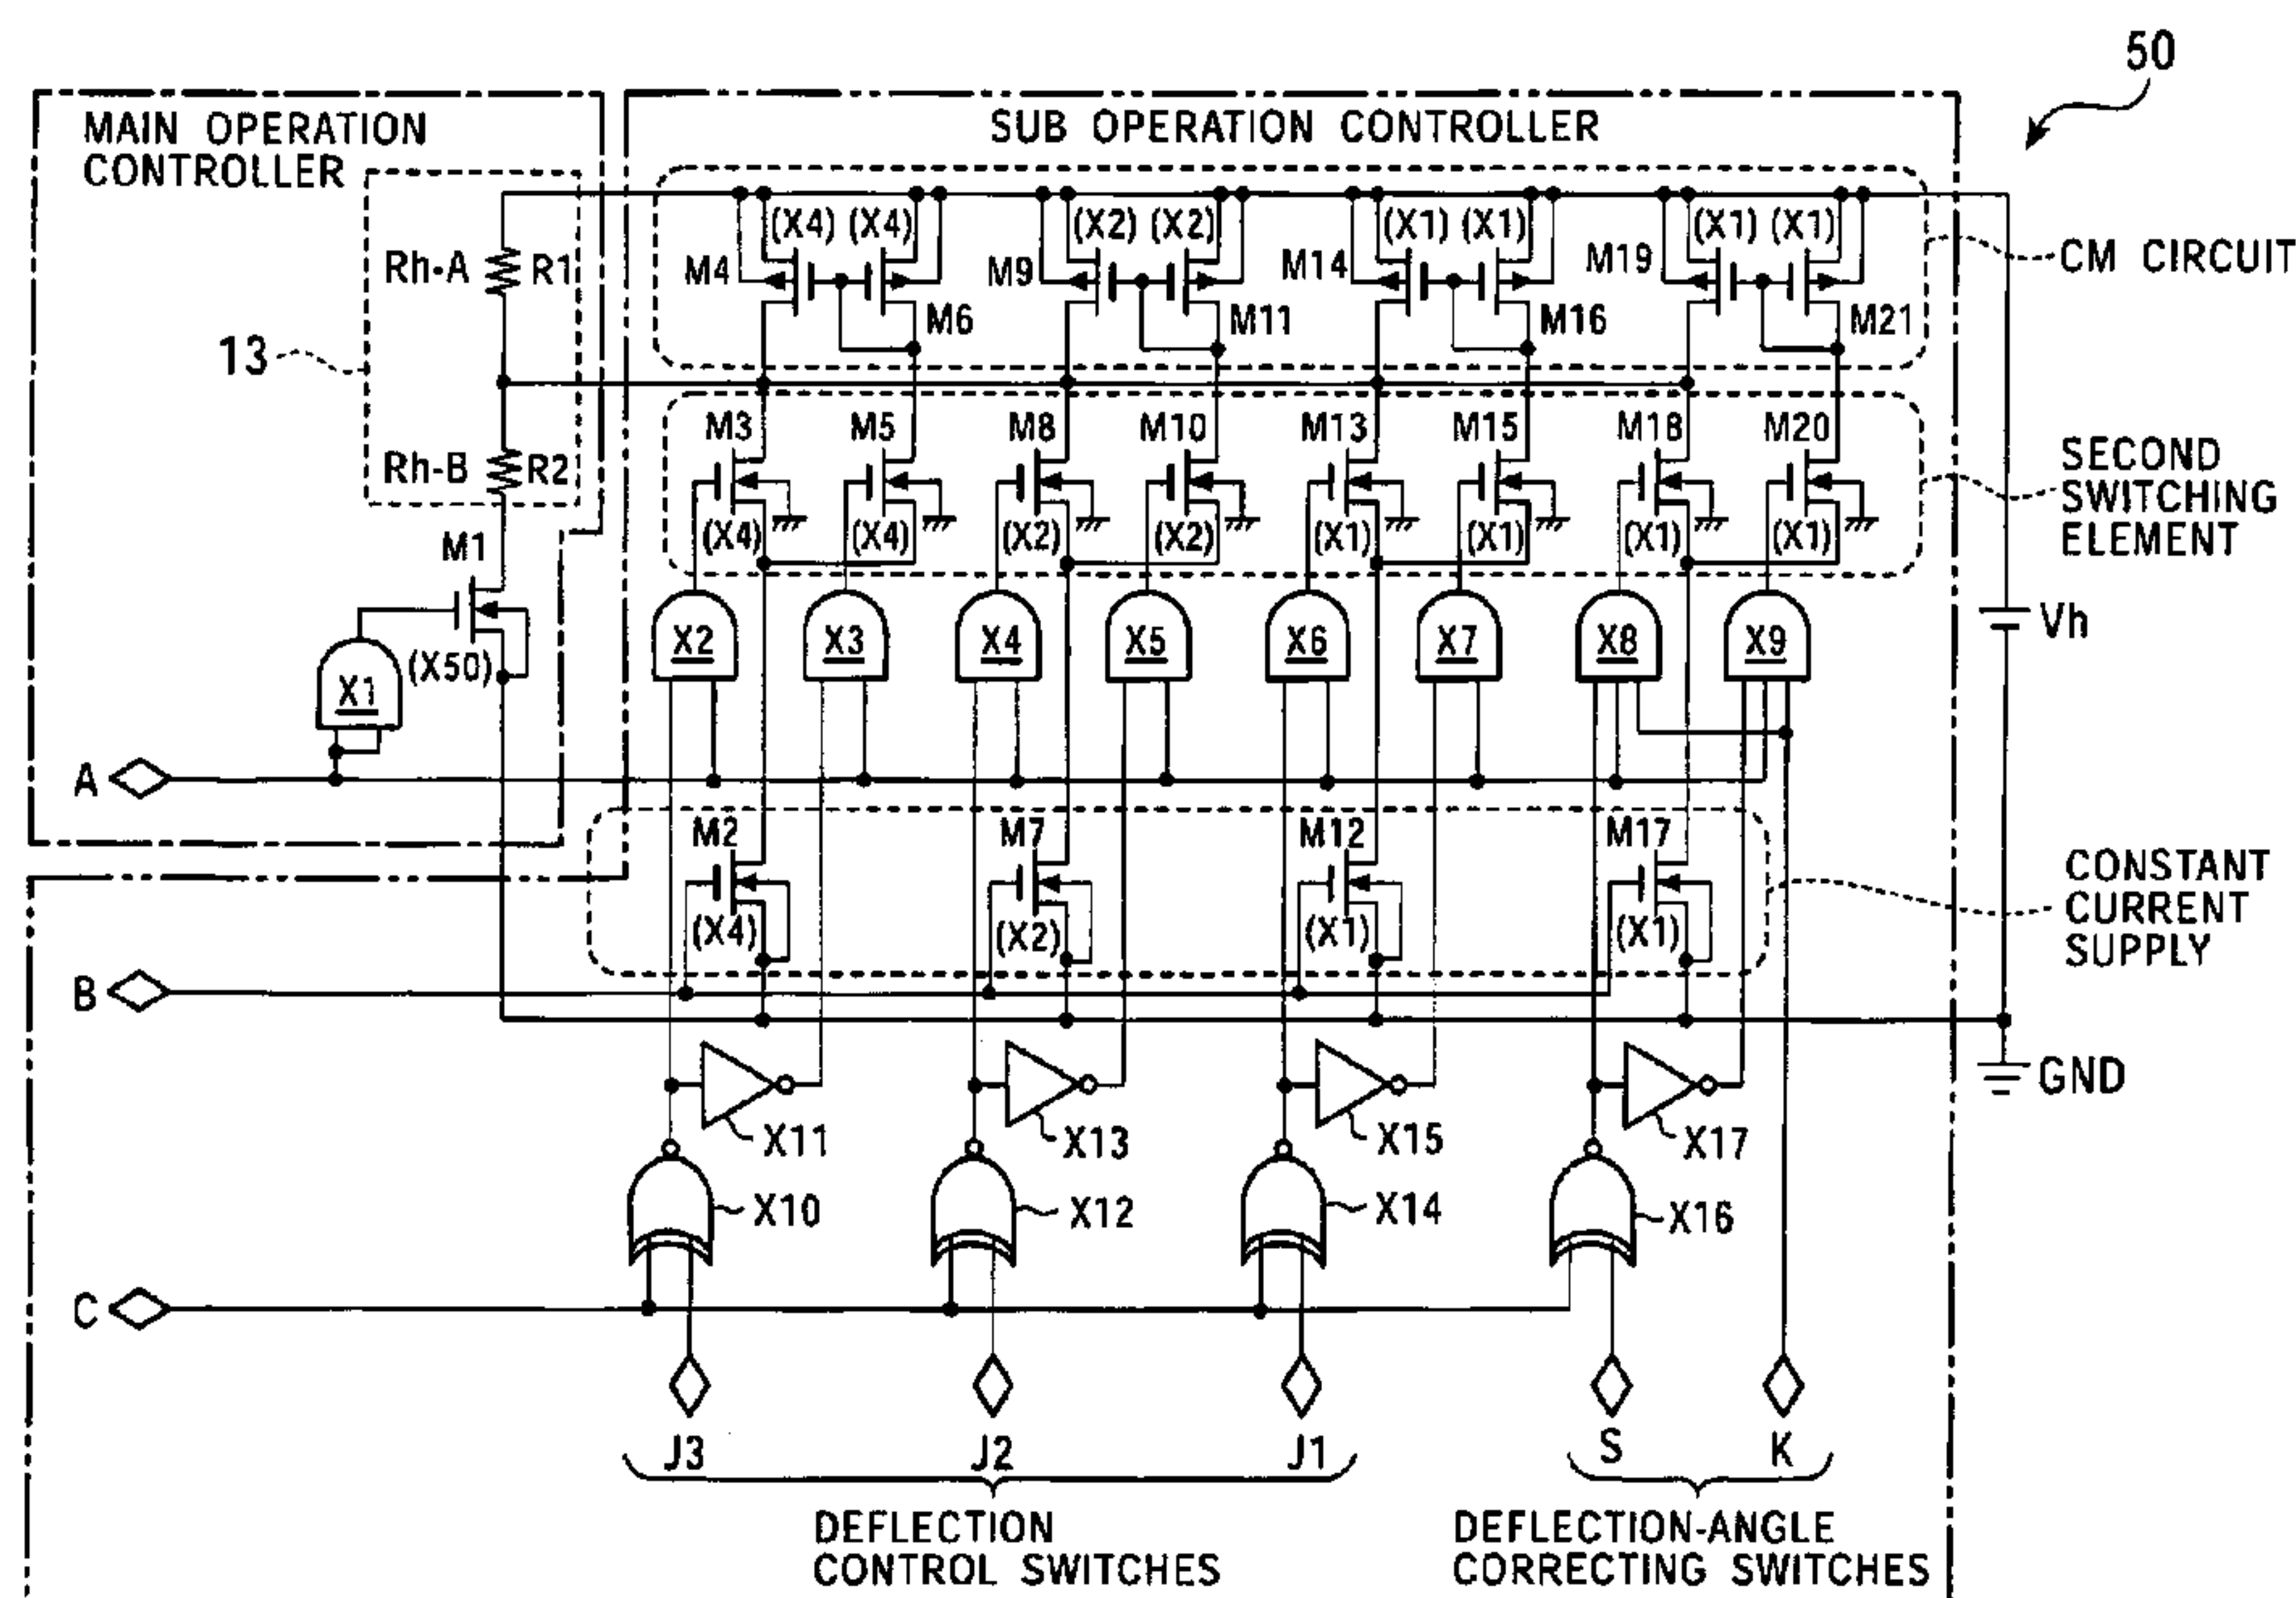 50
MAIN OPERATION
CONTROLLER
SUB OPERATION CONTROLLER
(X4) (X4) (X2) (X2) (X1) (X1) (X1) (X1)
Rh-A R1 M4 M9 M14 M19 CM CIRCUIT
M6 M11 M16 M21
13
M3 M5 M8 M10 M13 M15 M18 M20
Rh-B R2
SECOND
SWITCHING
ELEMENT
(X4) (X4) (X2) (X2) (X1) (X1) (X1) (X1)
M1
(X50)
X1 X2 X3 X4 X5 X6 X7 X8 X9 Vh
A
M2 M7 M12 M17
(X4) (X2) (X1) (X1)
CONSTANT
CURRENT
SUPPLY
B
GND
X11 X13 X15 X17
X10 X12 X14 X16
C
J3 J2 J1 S K
DEFLECTION
CONTROL SWITCHES
DEFLECTION-ANGLE
CORRECTING SWITCHES